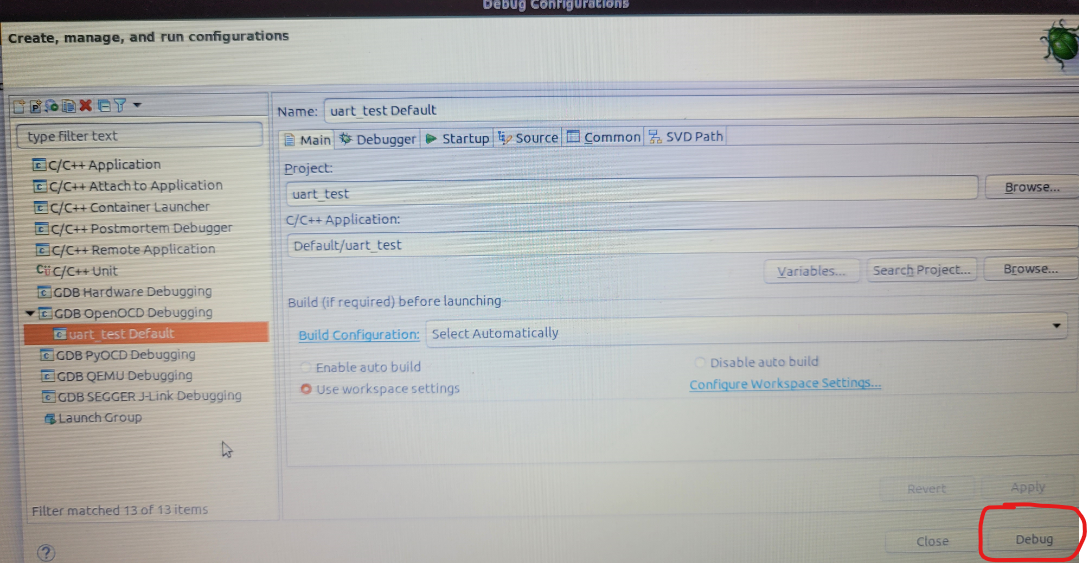 Debug Configurations
Create, manage, and run configurations
type filter text
C/C++ Application
C/C++ Attach to Application
C/C++ Container Launcher
C/C++ Postmortem Debugger
C/C++ Remote Application
C/C++ Unit
GDB Hardware Debugging
GDB OpenOCD Debugging
uart_test Default
GDB PyOCD Debugging
GDB QEMU Debugging
GDB SEGGER J-Link Debugging
Launch Group
Filter matched 13 of 13 items
Name: uart_test Default
Main Debugger Startup Source Common SVD Path
Project:
uart_test Browse...
C/C++ Application:
Default/uart_test
Variables... Search Project... Browse...
Build (if required) before launching
Build Configuration: Select Automatically
Enable auto build Disable auto build
Use workspace settings Configure Workspace Settings...
Revert Apply
Close Debug